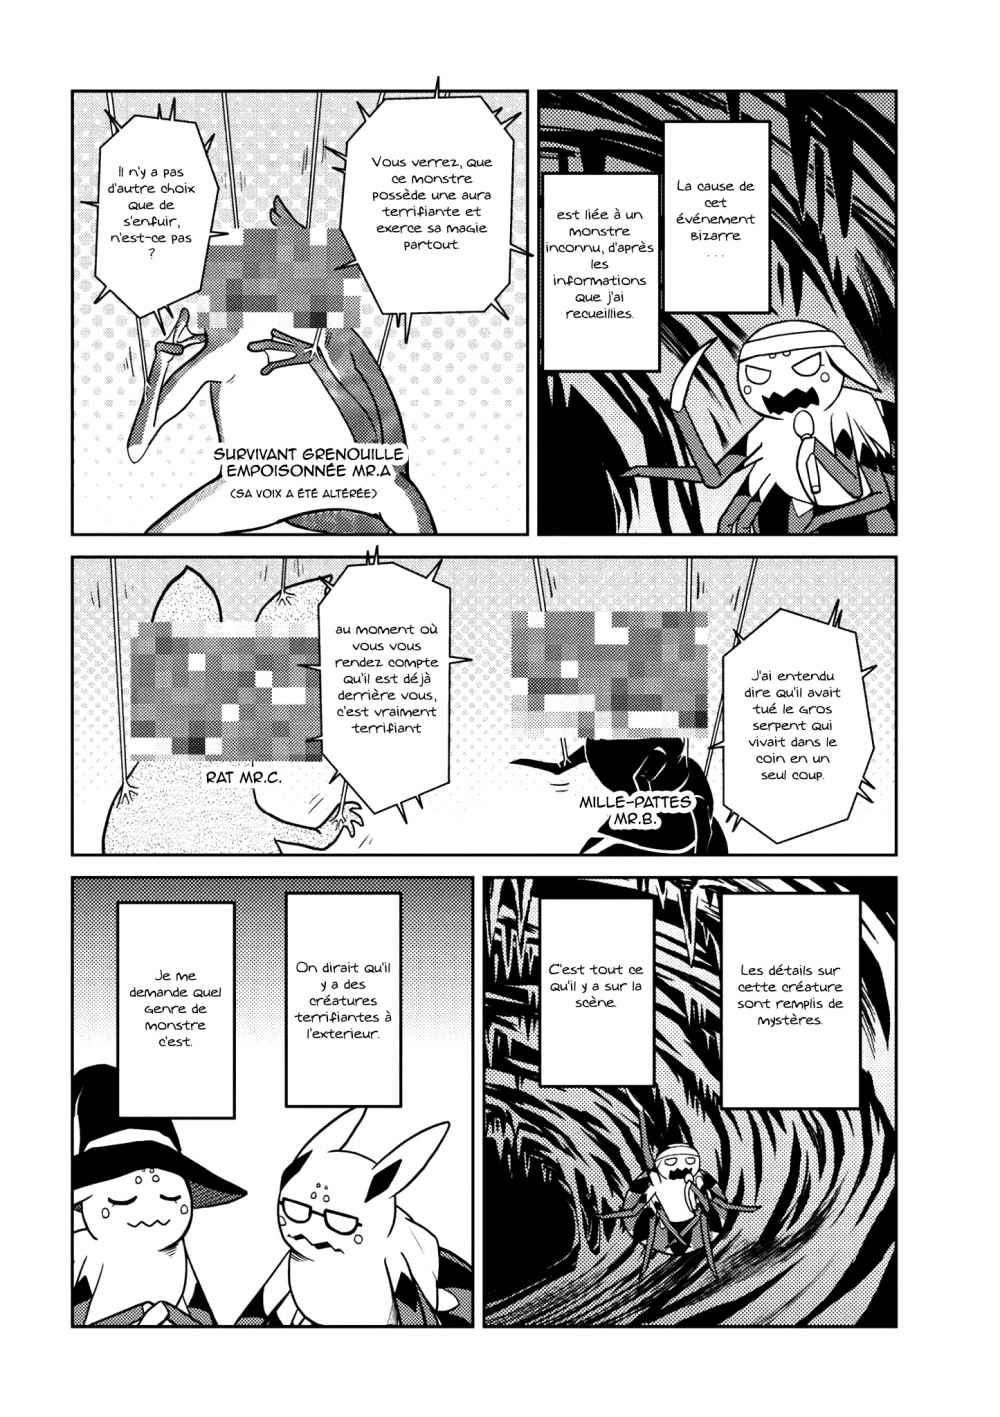 La cause de
cet
événement
bizarre
...
est liée à un
monstre
inconnu, d'après
les
informations
que j'ai
recueillies.
Vous verrez, que
ce monstre
possède une aura
terrifiante et
exerce sa magie
partout.
Il n'y a pas
d'autre choix
que de
s'enfuir,
n'est-ce pas
?
SURVIVANT GRENOUILLE
EMPOISONNÉE MR.A
(SA VOIX A ÉTÉ ALTÉRÉE)
J'ai entendu
dire qu'il avait
tué le gros
serpent qui
vivait dans le
coin en un
seul coup.
MILLE-PATTES
MR.B.
au moment où
vous vous
rendez compte
qu'il est déjà
derrière vous,
c'est vraiment
terrifiant
RAT MR.C.
Les détails sur
cette créature
sont remplis de
mystères.
C'est tout ce
qu'il y a sur la
scène.
On dirait qu'il
y a des
créatures
terrifiantes à
l'exterieur.
Je me
demande quel
genre de
monstre
c'est.